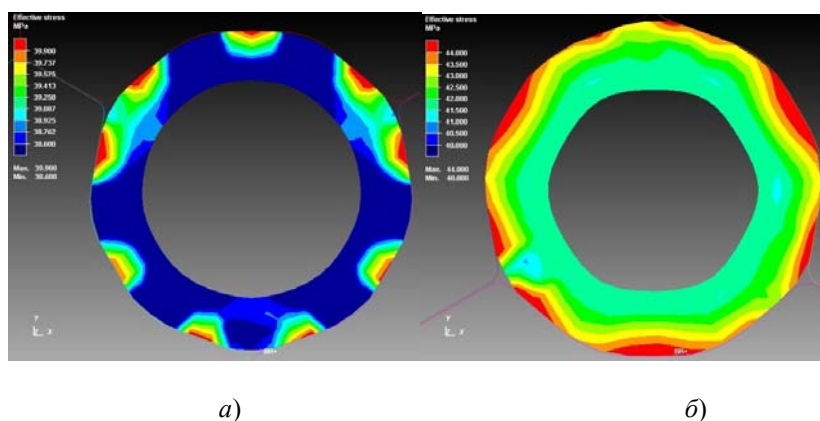 Effective stress
MPa
39.900
39.737
39.575
39.413
39.250
39.087
38.925
38.762
38.600
Max. 39.900
Min. 38.600
Y
X
Effective stress
MPa
44.000
43.500
43.000
42.500
42.000
41.500
41.000
40.500
40.000
Max. 44.000
Min. 40.000
Y
X
а)
б)